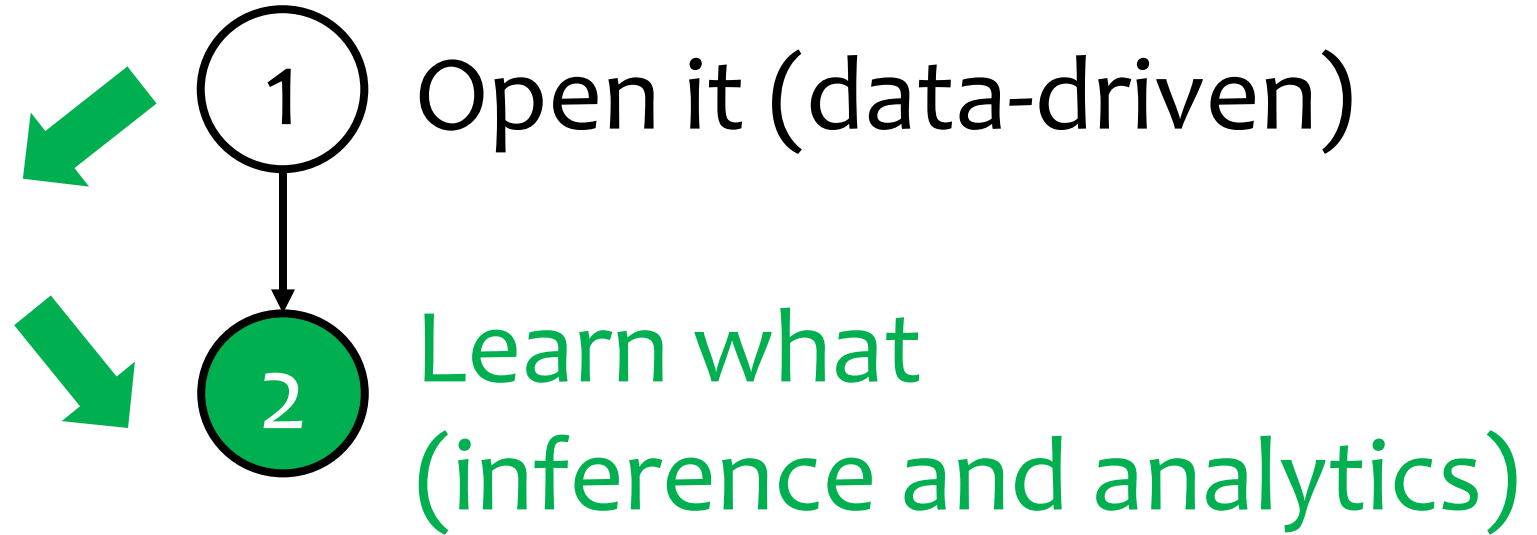 1 Open it (data-driven)
2 Learn what
(inference and analytics)